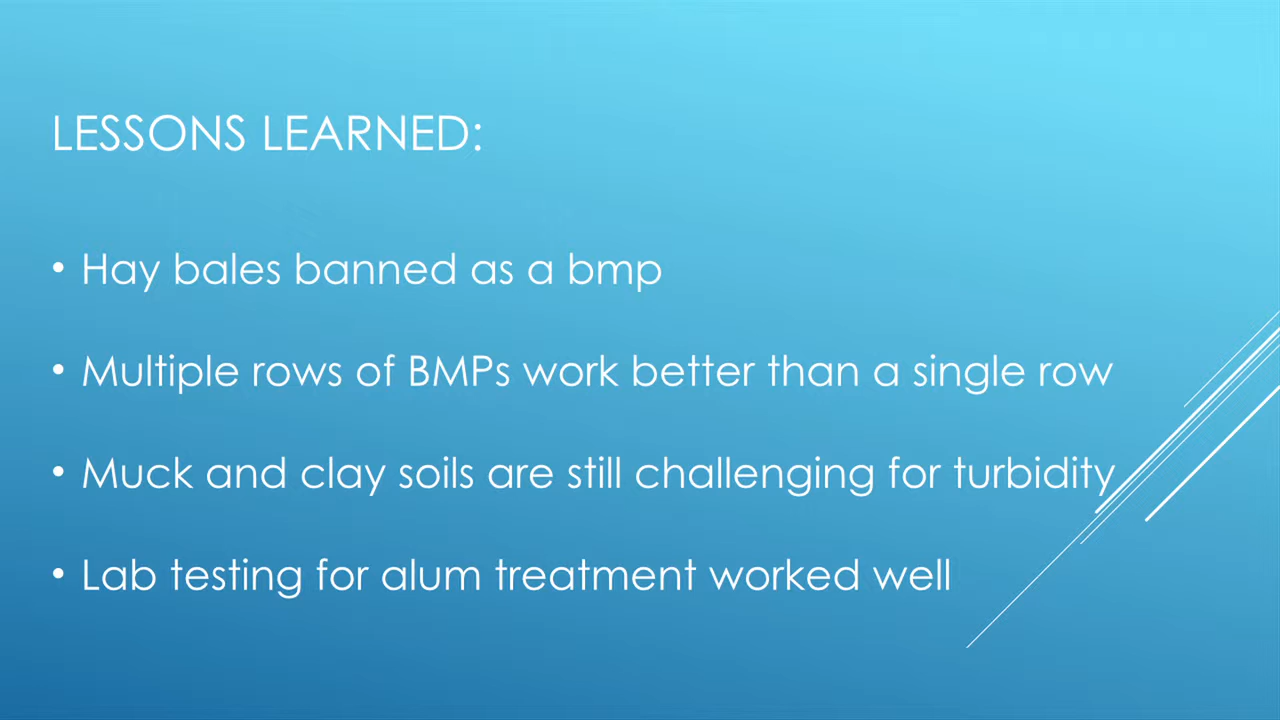 LESSONS LEARNED:
• Hay bales banned as a bmp
• Multiple rows of BMPs work better than a single row
• Muck and clay soils are still challenging for turbidity
• Lab testing for alum treatment worked well